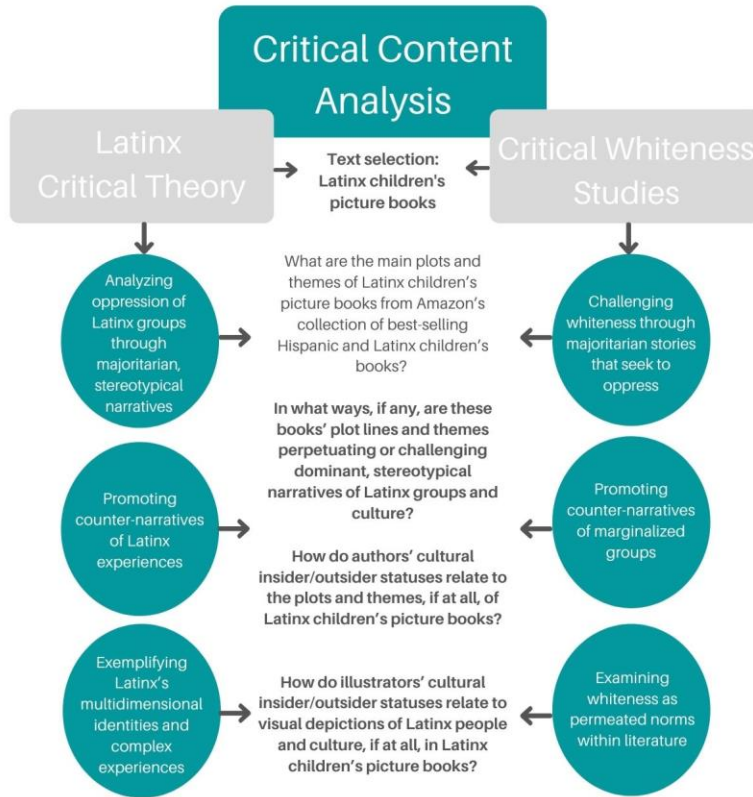 Critical Content
Analysis
Latinx
Critical Theory
Text selection:
Latinx children's
picture books
Critical Whiteness
Studies
Analyzing
oppression of
Latinx groups
through
majoritarian,
stereotypical
narratives
What are the main plots and
themes of Latinx children’s
picture books from Amazon’s
collection of best-selling
Hispanic and Latinx children’s
books?
Challenging
whiteness through
majoritarian stories
that seek to
oppress
In what ways, if any, are these
books’ plot lines and themes
perpetuating or challenging
dominant, stereotypical
narratives of Latinx groups and
culture?
Promoting
counter-narratives
of Latinx
experiences
Promoting
counter-narratives
of marginalized
groups
How do authors’ cultural
insider/outsider statuses relate to
the plots and themes, if at all, of
Latinx children’s picture books?
Exemplifying
Latinx’s
multidimensional
identities and
complex
experiences
How do illustrators’ cultural
insider/outsider statuses relate to
visual depictions of Latinx people
and culture, if at all, in Latinx
children’s picture books?
Examining
whiteness as
permeated norms
within literature